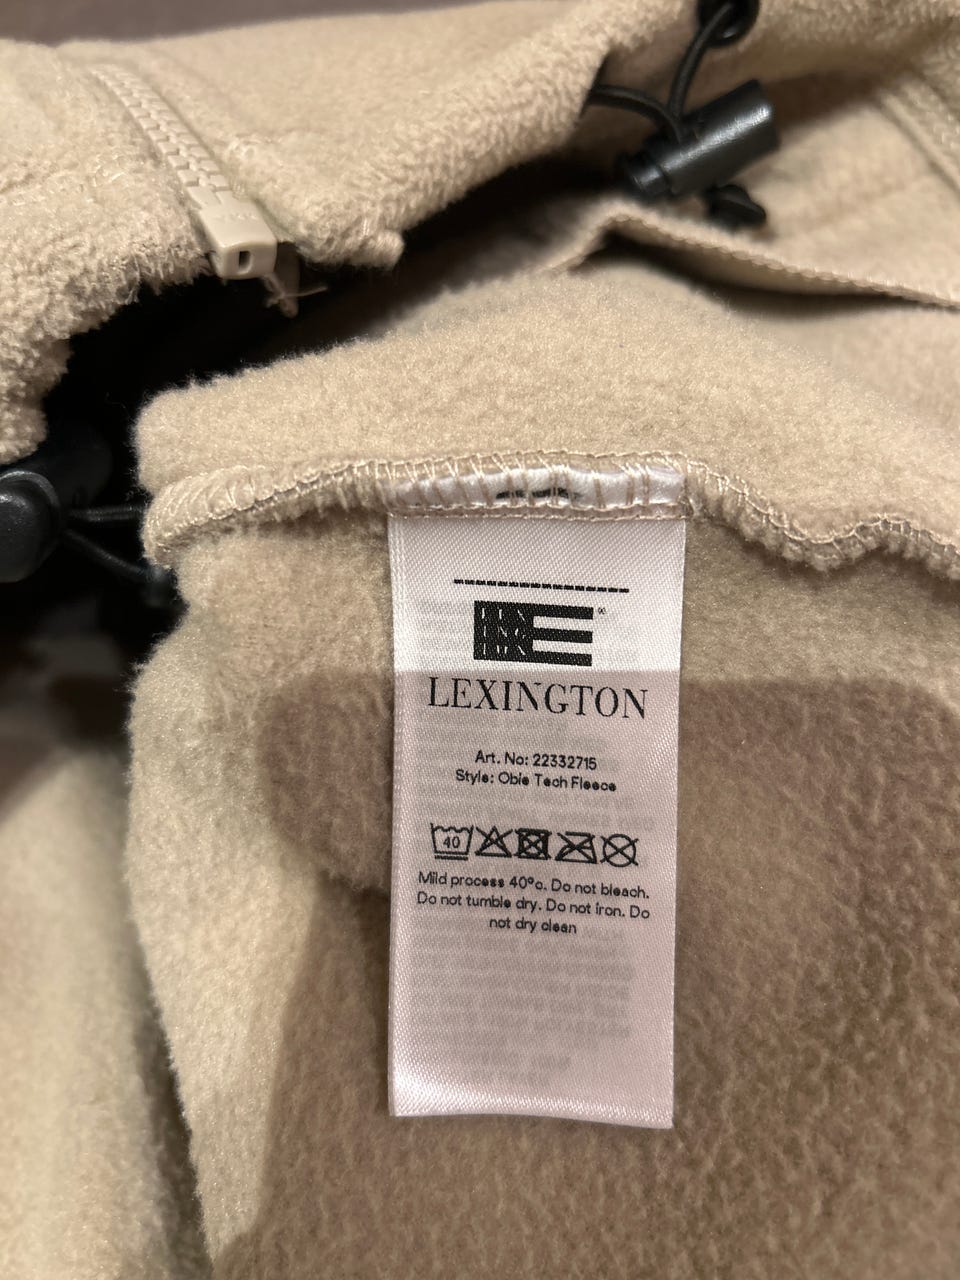 LEXINGTON
Art. No: 22332715
Style: Obie Tech Fleece
40
Mild process 40°c. Do not bleach.
Do not tumble dry. Do not iron. Do
not dry clean